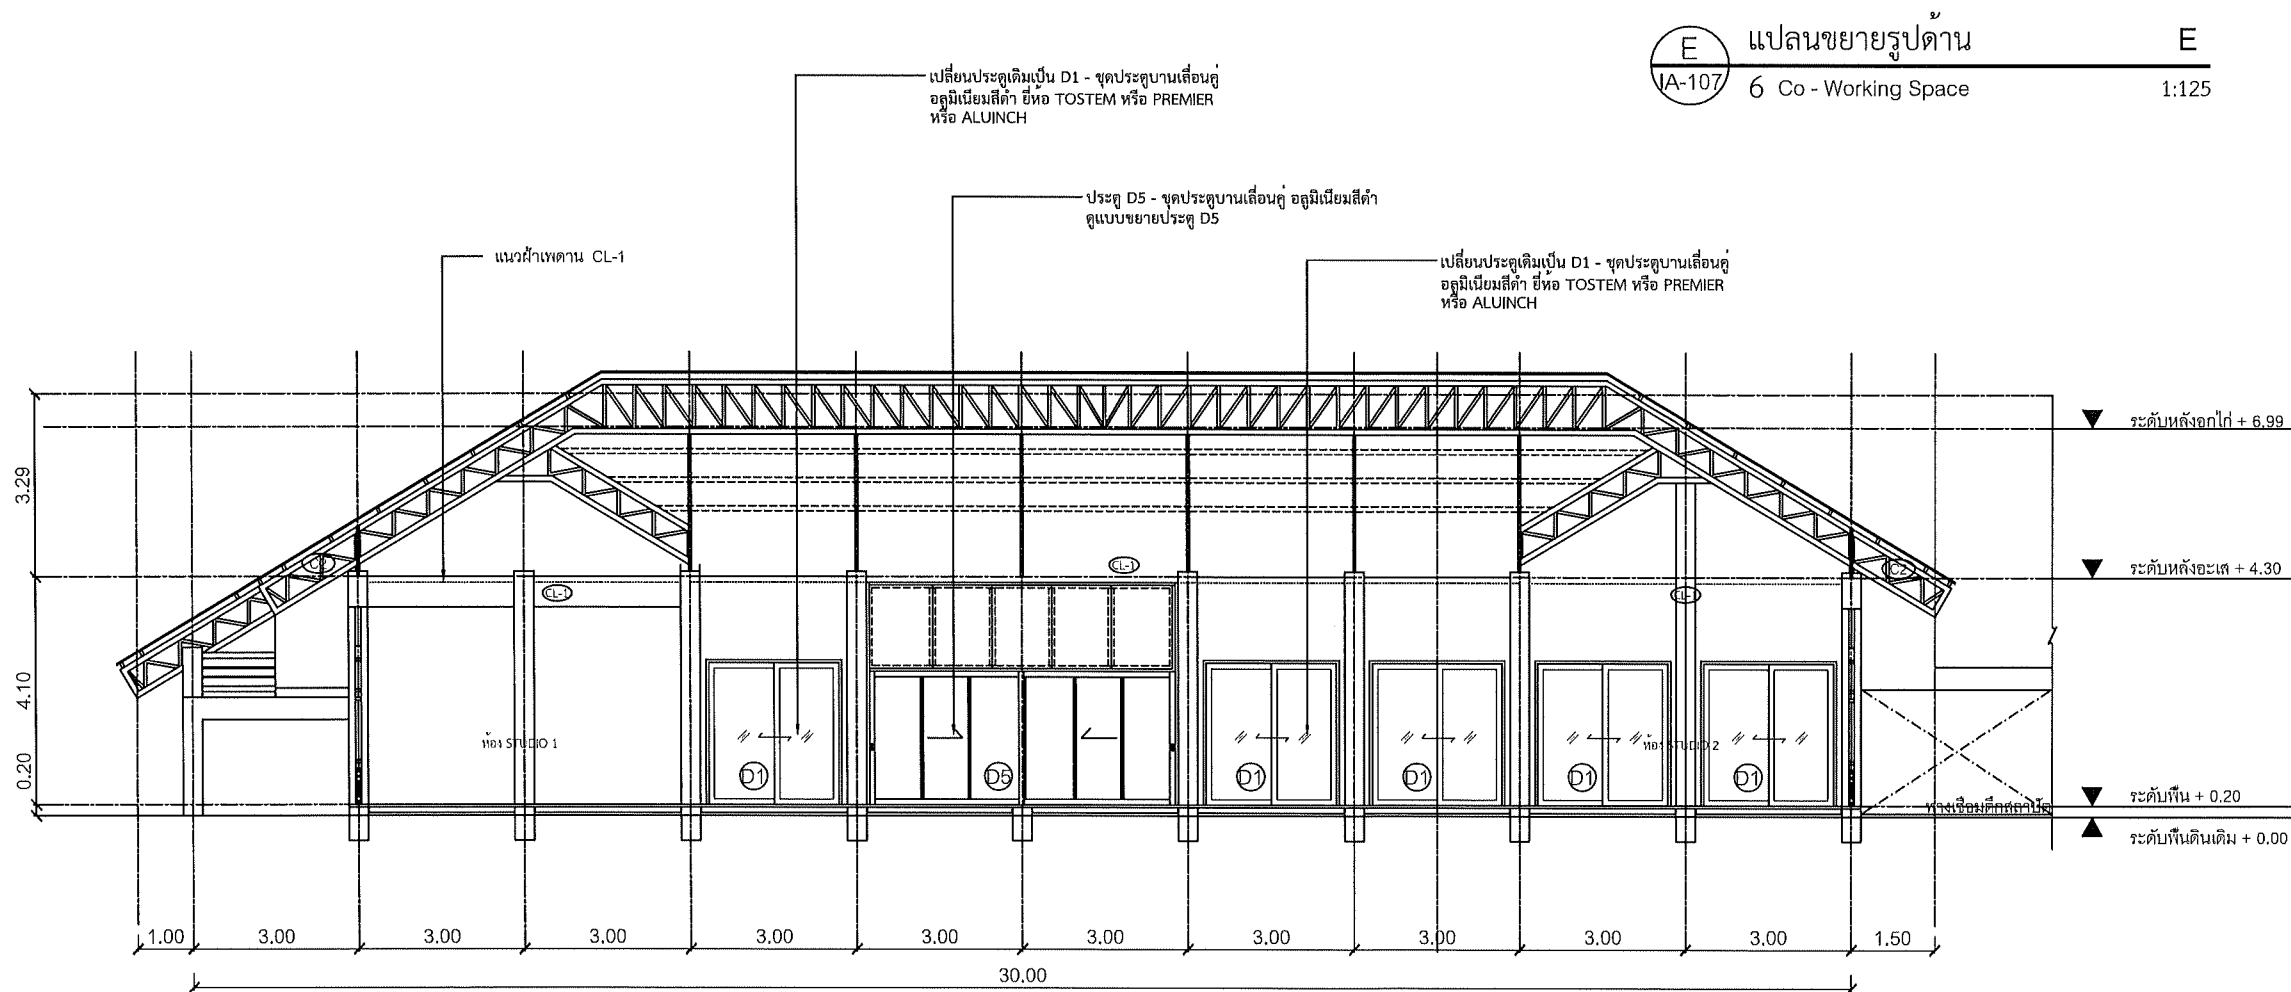 E
แปลนขยายรูปด้าน E
IA-107
6 Co - Working Space 1:125
เปลี่ยนประตูเดิมเป็น D1 - ชุดประตูบานเลื่อนคู่
อลูมิเนียมสีดำ ยี่ห้อ TOSTEM หรือ PREMIER
หรือ ALUINCH
ประตู D5 - ชุดประตูบานเลื่อนคู่ อลูมิเนียมสีดำ
ดูแบบขยายประตู D5
แนวฝ้าเพดาน CL-1
เปลี่ยนประตูเดิมเป็น D1 - ชุดประตูบานเลื่อนคู่
อลูมิเนียมสีดำ ยี่ห้อ TOSTEM หรือ PREMIER
หรือ ALUINCH
ระดับหลังอกไก่ + 6.99
3.29
C2
CL-1
C2
ระดับหลังอะเส + 4.30
CL-1
CL-1
4.10
ห้อง STUDIO 1
ห้อง STUDIO 2
D1
D5
D1
D1
D1
D1
0.20
ระดับพื้น + 0.20
ระดับพื้นดินเดิม + 0.00
1.00 3.00 3.00 3.00 3.00 3.00 3.00 3.00 3.00 3.00 3.00 1.50
30.00